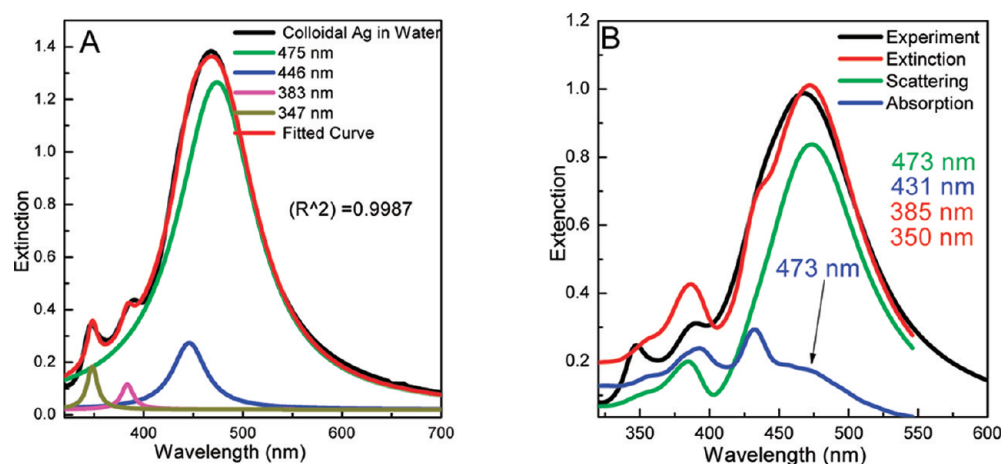 A
Colloidal Ag in Water
475 nm
446 nm
383 nm
347 nm
Fitted Curve
(R^2) =0.9987
1.4
1.2
1.0
0.8
0.6
0.4
0.2
0.0
Extinction
400
500
600
700
Wavelength (nm)
B
Experiment
Extinction
Scattering
Absorption
473 nm
431 nm
385 nm
350 nm
473 nm
1.2
1.0
0.8
0.6
0.4
0.2
Extenction
350
400
450
500
550
600
Wavelength (nm)